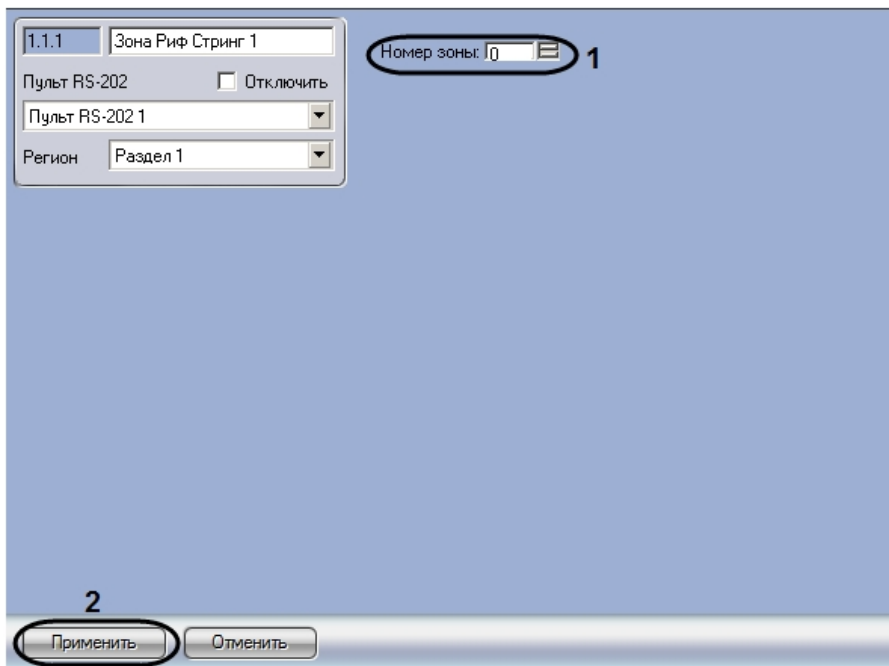 1.1.1 Зона Риф Стринг 1
Номер зоны: 0 1
Пульт RS-202 Отключить
Пульт RS-202 1
Регион Раздел 1
2
Применить Отменить